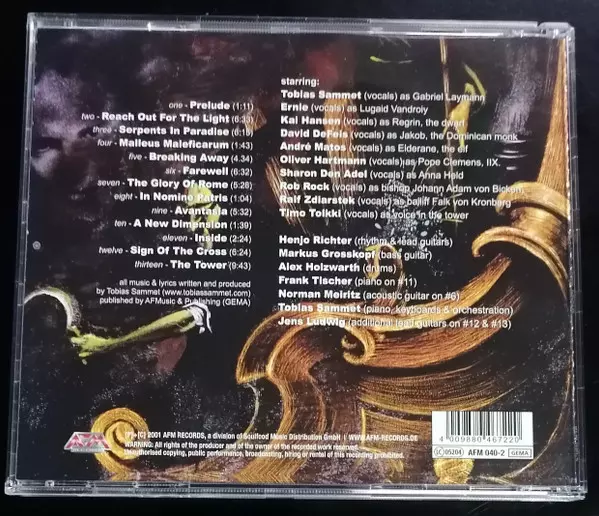 one - Prelude (1:11)
two - Reach Out For The Light (6:33)
three - Serpents In Paradise (6:15)
four - Malleus Maleficarum (1:43)
five - Breaking Away (4:34)
six - Farewell (6:32)
seven - The Glory Of Rome (5:28)
eight - In Nomine Patris (1:04)
nine - Avantasia (5:32)
ten - A New Dimension (1:39)
eleven - Inside (2:24)
twelve - Sign Of The Cross (6:24)
thirteen - The Tower (9:43)
all music & lyrics written and produced
by Tobias Sammet (www.tobiassammet.com)
published by AFMusic & Publishing (GEMA)
starring:
Tobias Sammet (vocals) as Gabriel Laymann
Ernie (vocals) as Lugaid Vandroiy
Kai Hansen (vocals) as Regrin, the dwarf
David DeFeis (vocals) as Jakob, the Dominican monk
André Matos (vocals) as Elderane, the elf
Oliver Hartmann (vocals) as Pope Clemens, IIX.
Sharon Den Adel (vocals) as Anna Held
Rob Rock (vocals) as bishop Johann Adam von Bicken
Ralf Zdiarstek (vocals) as bailiff Falk von Kronberg
Timo Tolkki (vocals) as voice in the tower
Henjo Richter (rhythm & lead guitars)
Markus Grosskopf (bass guitar)
Alex Holzwarth (drums)
Frank Tischer (piano on #11)
Norman Meiritz (acoustic guitar on #6)
Tobias Sammet (piano, keyboards & orchestration)
Jens Ludwig (additional lead guitars on #12 & #13)
AFM
RECORDS
(P)+(C) 2001 AFM RECORDS, a division of Soulfood Music Distribution GmbH | WWW.AFM-RECORDS.DE
WARNING: All rights of the producer and of the owner of the recorded work reserved.
Unauthorised copying, public performance, broadcasting, hiring or rental of this recording prohibited.
4 009880 467220
LC 05204 AFM 040-2 GEMA